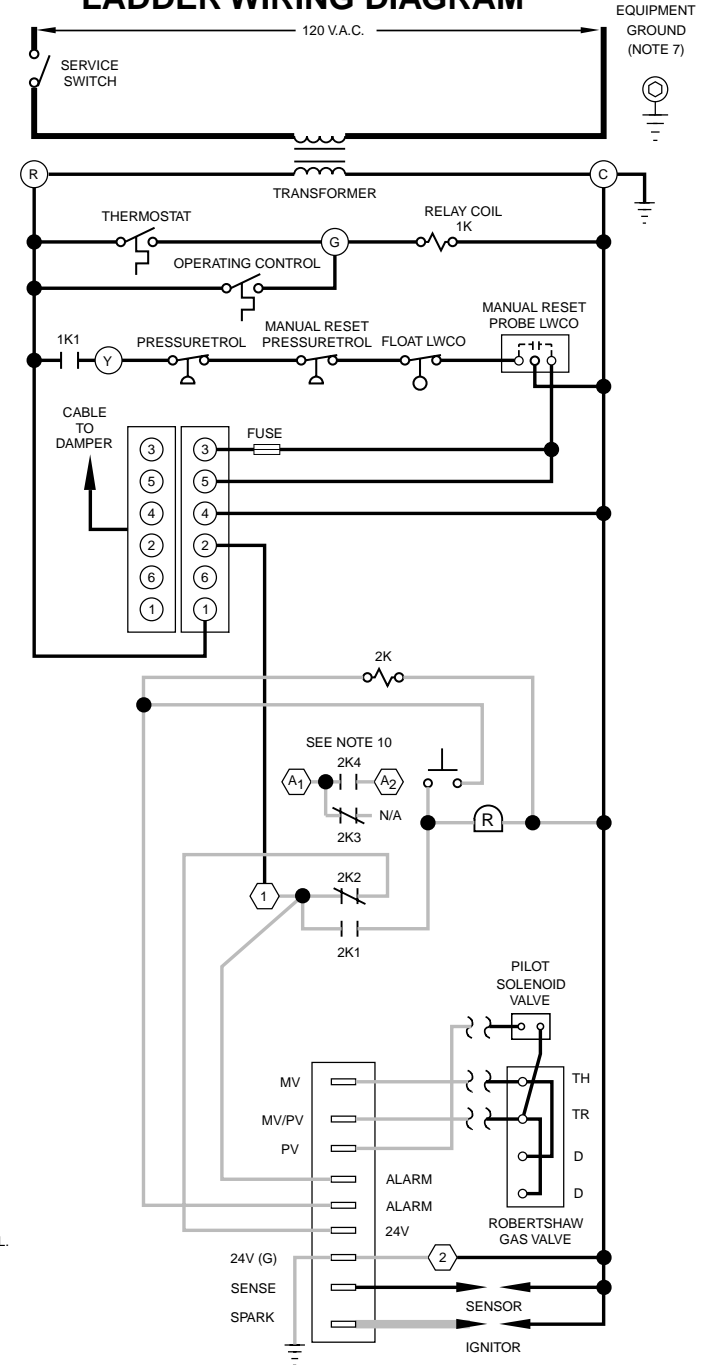 LADDER WIRING DIAGRAM
120 V.A.C.
EQUIPMENT
GROUND
(NOTE 7)
SERVICE
SWITCH
R
C
TRANSFORMER
THERMOSTAT
G
RELAY COIL
1K
OPERATING CONTROL
1K1
Y
PRESSURETROL
MANUAL RESET
PRESSURETROL
FLOAT LWCO
MANUAL RESET
PROBE LWCO
CABLE
TO
DAMPER
FUSE
3
3
5
5
4
4
2
2
6
6
1
1
2K
SEE NOTE 10
2K4
A1
A2
N/A
2K3
R
2K2
1
2K1
PILOT
SOLENOID
VALVE
MV
TH
MV/PV
TR
PV
D
ALARM
D
ALARM
24V
ROBERTSHAW
GAS VALVE
L.
24V (G)
2
SENSE
SENSOR
SPARK
IGNITOR